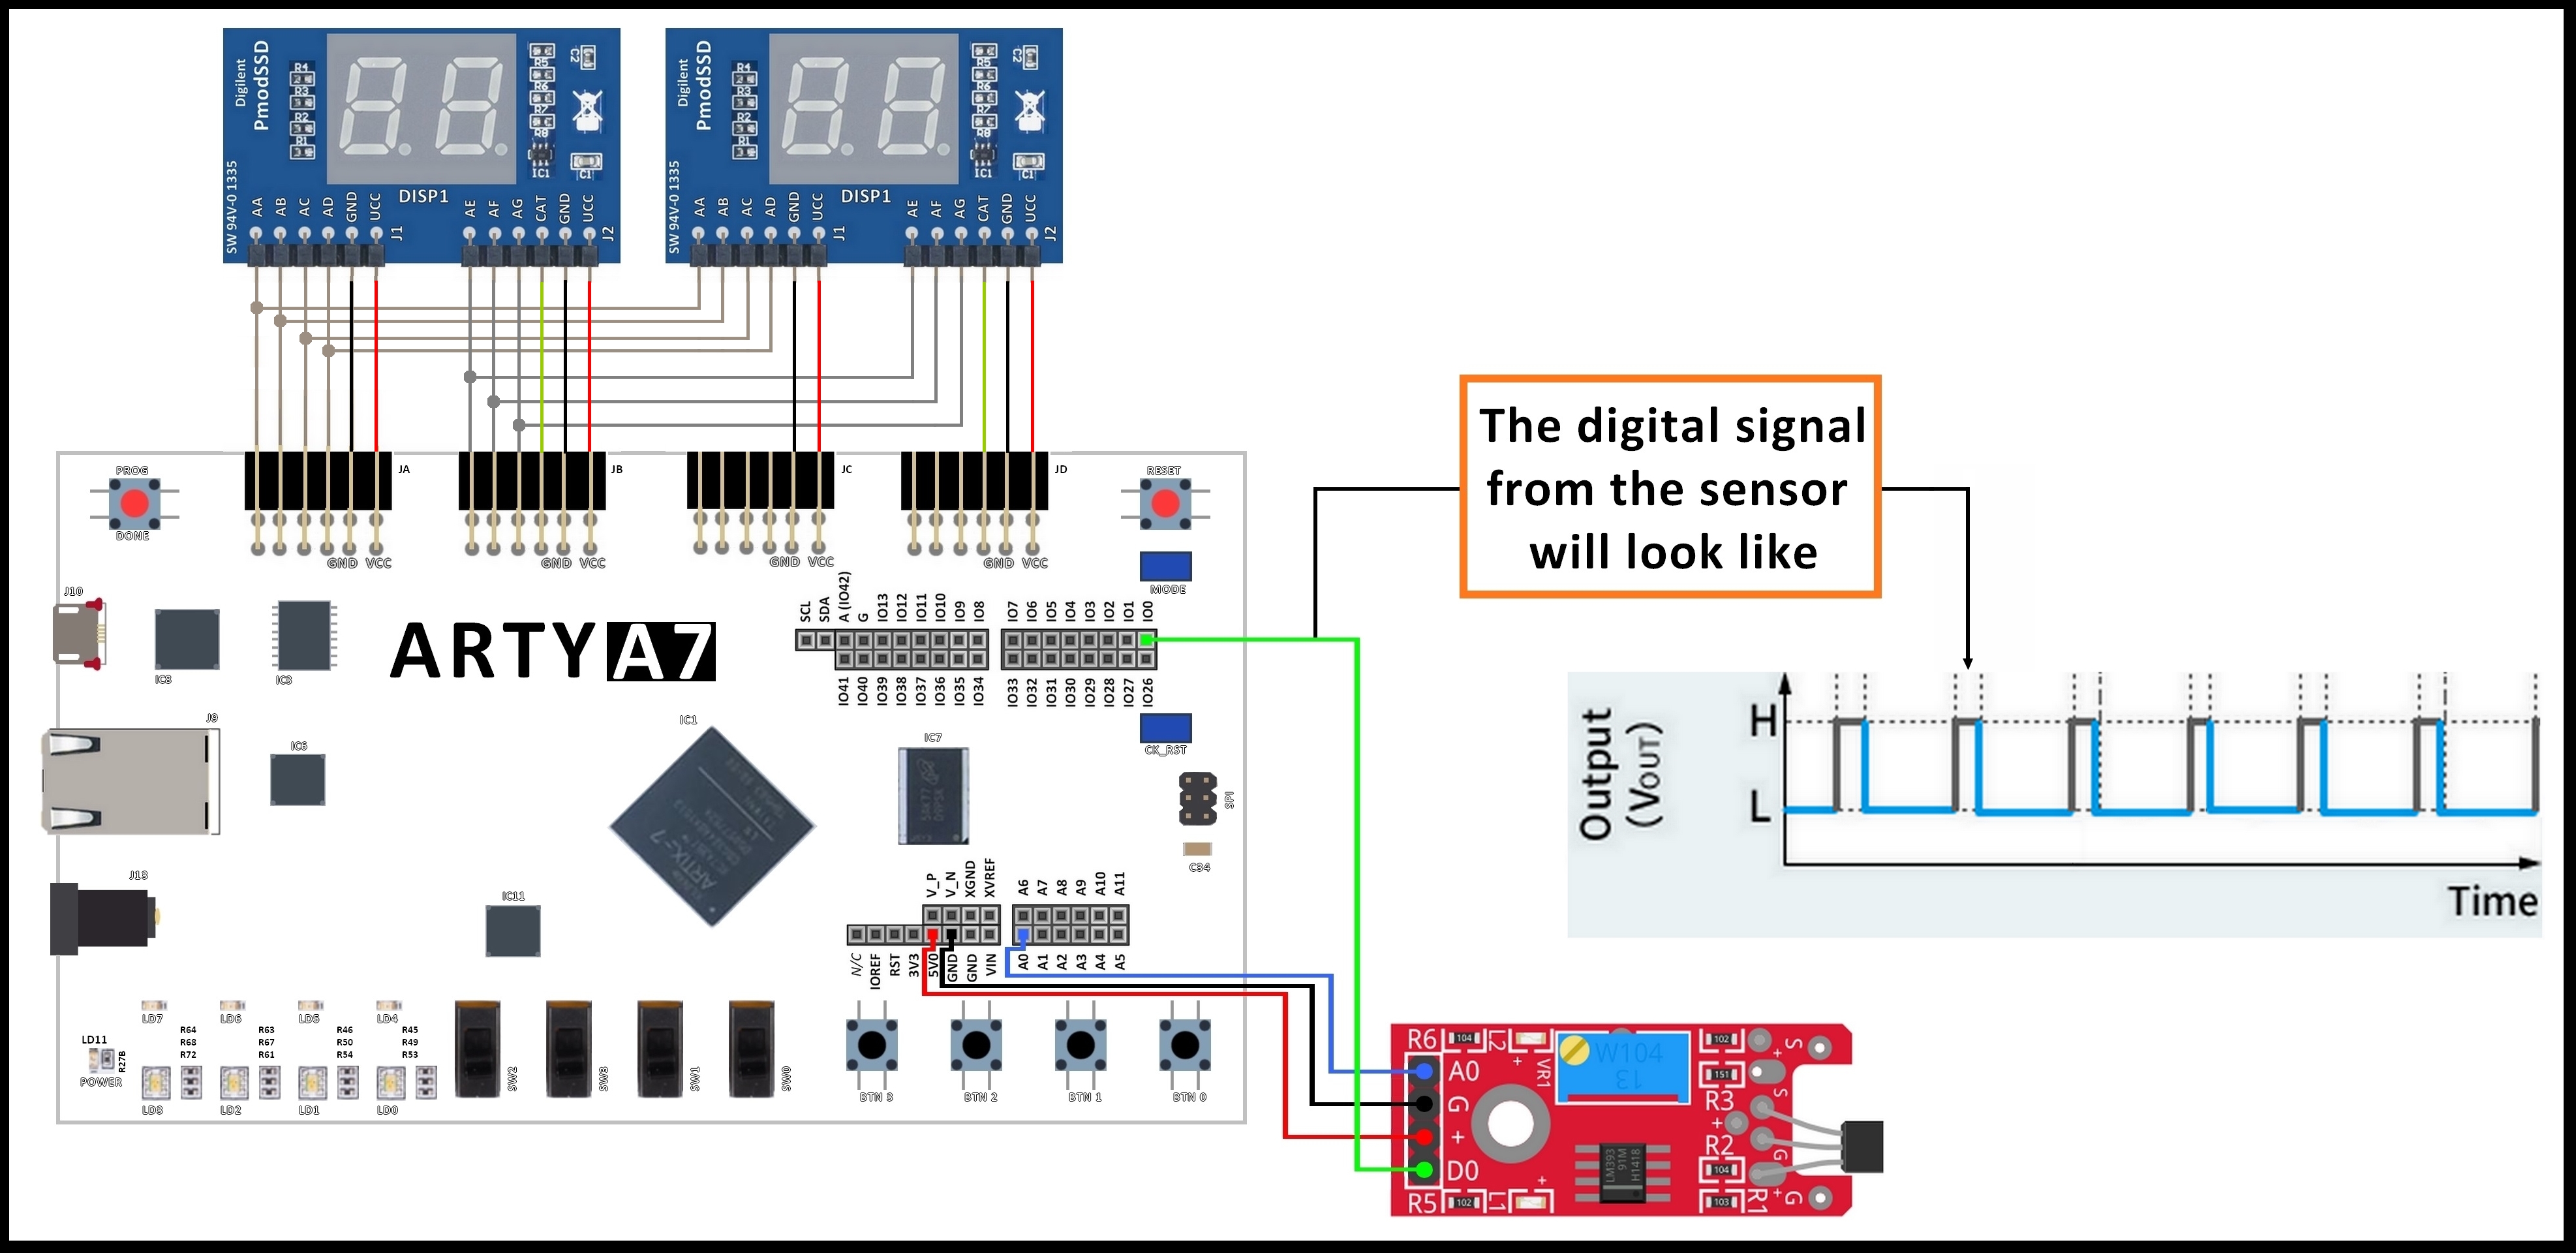 Digilent
PmodSSD
SW 94V-0 1335
R4
R3
R2
R1
R5
R6
R7
R8
IC1
C2
C1
DISP1
AA AB AC AD GND UCC J1
AE AF AG CAT GND UCC J2
Digilent
PmodSSD
SW 94V-0 1335
R4
R3
R2
R1
R5
R6
R7
R8
IC1
C2
C1
DISP1
AA AB AC AD GND UCC J1
AE AF AG CAT GND UCC J2
The digital signal
from the sensor
will look like
PROG
DONE
JA
GND VCC
JB
GND VCC
JC
GND VCC
JD
GND VCC
RESET
MODE
J10
IC8
IC3
ARTY A7
SCL SDA A (IO42) G IO13 IO12 IO11 IO10 IO9 IO8
IO7 IO6 IO5 IO4 IO3 IO2 IO1 IO0
IO41 IO40 IO39 IO38 IO37 IO36 IO35 IO34
IO33 IO32 IO31 IO30 IO29 IO28 IO27 IO26
CK_RST
J9
IC6
IC1
ARTIX-7
IC7
SPI
C34
J13
IC11
V_P V_N XGND XVREF
A6 A7 A8 A9 A10 A11
N/C IOREF RST 3V3 5V0 GND GND VIN
A0 A1 A2 A3 A4 A5
LD7 LD6 LD5 LD4
LD11
R27B
POWER
R64
R68
R72
R63
R67
R61
R46
R50
R54
R45
R49
R53
LD3 LD2 LD1 LD0
SW2 SW3 SW1 SW0
BTN 3 BTN 2 BTN 1 BTN 0
Output
(VOUT)
H
L
Time
R6 104 L2 +
VR1
W104
13
102
151
S
+
S
A0
G
+
D0
R3
+
R2
G
104
R5 102 L1 +
LM393
91M
H1418
103
R1
+
G